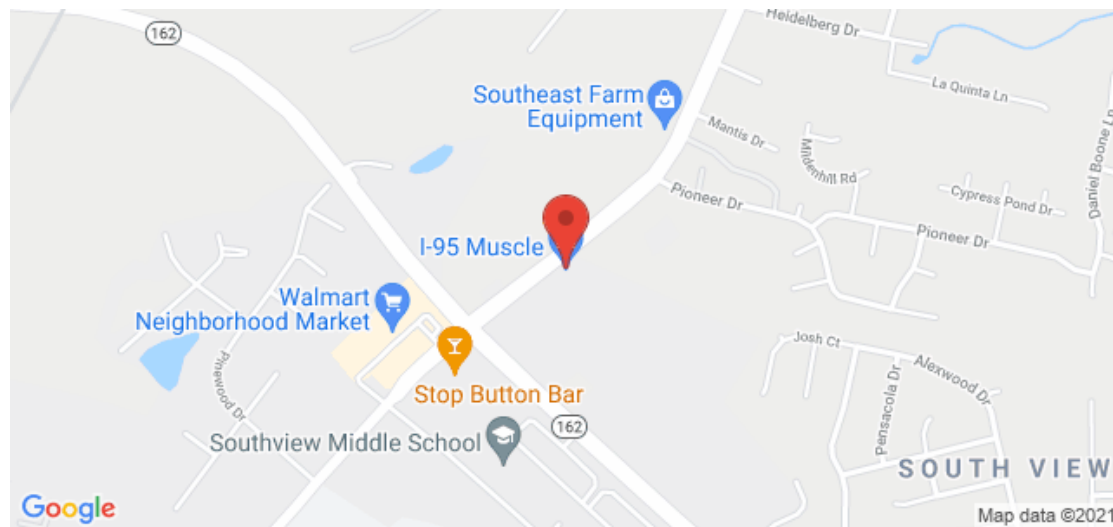 162
Heidelberg Dr
La Quinta Ln
Southeast Farm
Equipment
Mantis Dr
Mildenhall Rd
Daniel Boone Ln
Pioneer Dr
Cypress Pond Dr
Pioneer Dr
I-95 Muscle
Walmart
Neighborhood Market
Josh Ct
Alexwood Dr
Pinewood Dr
Pensacola Dr
Stop Button Bar
162
Southview Middle School
SOUTH VIEW
Google
Map data ©2021